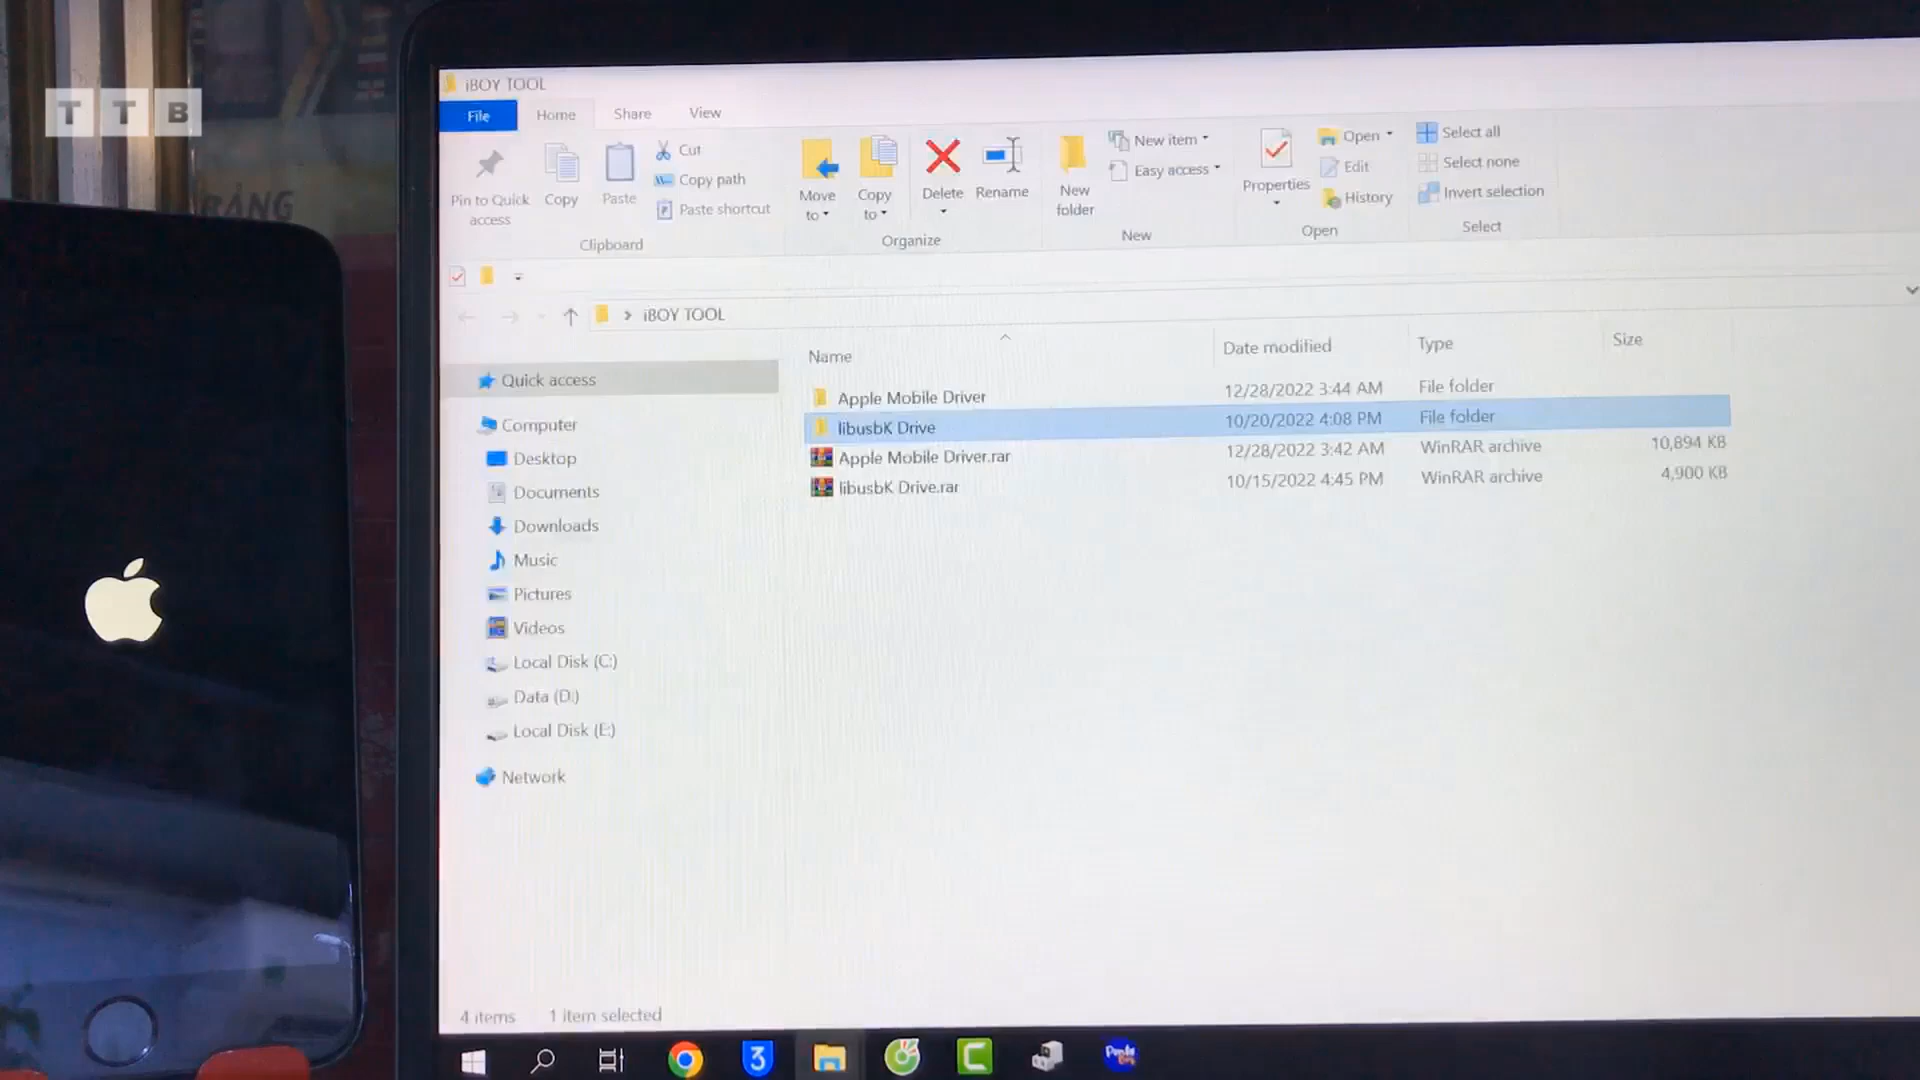 TTB
BẢNG
iBOY TOOL
File Home Share View
Pin to Quick access
Copy
Paste
Cut
Copy path
Paste shortcut
Clipboard
Move to
Copy to
Delete
Rename
Organize
New folder
New item
Easy access
New
Properties
Open
Edit
History
Open
Select all
Select none
Invert selection
Select
iBOY TOOL
Name Date modified Type Size
Apple Mobile Driver 12/28/2022 3:44 AM File folder
libusbK Drive 10/20/2022 4:08 PM File folder
Apple Mobile Driver.rar 12/28/2022 3:42 AM WinRAR archive 10,894 KB
libusbK Drive.rar 10/15/2022 4:45 PM WinRAR archive 4,900 KB
Quick access
Computer
Desktop
Documents
Downloads
Music
Pictures
Videos
Local Disk (C:)
Data (D:)
Local Disk (E:)
Network
4 items 1 item selected
3